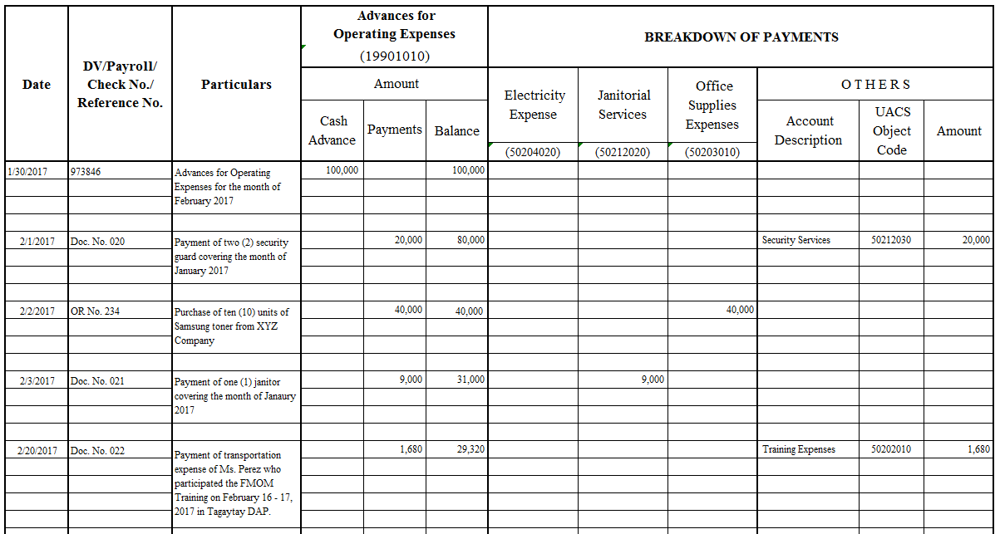 Advances for
Operating Expenses
(19901010)
BREAKDOWN OF PAYMENTS
Date
DV/Payroll/
Check No./
Reference No.
Particulars
Amount
Electricity
Expense
Janitorial
Services
Office
Supplies
Expenses
OTHERS
Cash
Advance
Payments
Balance
Account
Description
UACS
Object
Code
Amount
(50204020)
(50212020)
(50203010)
1/30/2017 973846 Advances for Operating 100,000 100,000
Expenses for the month of
February 2017
2/1/2017 Doc. No. 020 Payment of two (2) security 20,000 80,000 Security Services 50212030 20,000
guard covering the month of
January 2017
2/2/2017 OR No. 234 Purchase of ten (10) units of 40,000 40,000 40,000
Samsung toner from XYZ
Company
2/3/2017 Doc. No. 021 Payment of one (1) janitor 9,000 31,000 9,000
covering the month of Janaury
2017
2/20/2017 Doc. No. 022 Payment of transportation 1,680 29,320 Training Expenses 50202010 1,680
expense of Ms. Perez who
participated the FMOM
Training on February 16 - 17,
2017 in Tagaytay DAP.